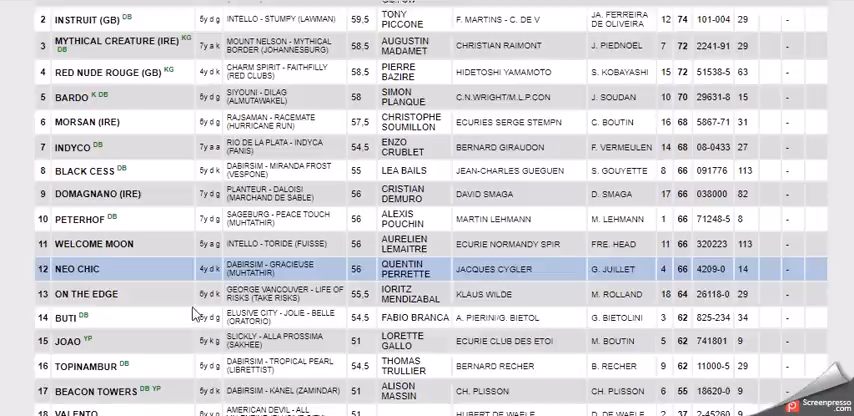 2 INSTRUIT (GB) DB 5y d g INTELLO - STUMPY (LAWMAN) 59,5 TONY PICCONE F. MARTINS - C. DE V JA. FERREIRA DE OLIVEIRA 12 74 101-004 29 -
3 MYTHICAL CREATURE (IRE) KG DB 7y a k MOUNT NELSON - MYTHICAL BORDER (JOHANNESBURG) 58,5 AUGUSTIN MADAMET CHRISTIAN RAIMONT J. PIEDNOEL 7 72 2241-91 29 -
4 RED NUDE ROUGE (GB) KG 4y d k CHARM SPIRIT - FAITHFILLY (RED CLUBS) 58,5 PIERRE BAZIRE HIDETOSHI YAMAMOTO S. KOBAYASHI 15 72 51538-5 63 -
5 BARDO K DB 5y d g SIYOUNI - DILAG (ALMUTAWAKEL) 58 SIMON PLANQUE C.N.WRIGHT/M.L.P.CON J. SOUDAN 10 70 29631-8 15 -
6 MORSAN (IRE) 6y d g RAJSAMAN - RACEMATE (HURRICANE RUN) 57,5 CHRISTOPHE SOUMILLON ECURIES SERGE STEMPN C. BOUTIN 16 68 5867-71 31 -
7 INDYCO DB 7y a a RIO DE LA PLATA - INDYCA (PANIS) 54,5 ENZO CRUBLET BERNARD GIRAUDON F. VERMEULEN 14 68 08-0433 27 -
8 BLACK CESS DB 8y d k DABIRSIM - MIRANDA FROST (VESPONE) 55 LEA BAILS JEAN-CHARLES GUEGUEN S. GOUYETTE 8 66 091776 113 -
9 DOMAGNANO (IRE) 7y d g PLANTEUR - DALOISI (MARCHAND DE SABLE) 56 CRISTIAN DEMURO DAVID SMAGA D. SMAGA 17 66 038000 82 -
10 PETERHOF DB 7y d g SAGEBURG - PEACE TOUCH (MUHTATHIR) 56 ALEXIS POUCHIN MARTIN LEHMANN M. LEHMANN 1 66 71248-5 8 -
11 WELCOME MOON 5y a g INTELLO - TORIDE (FUISSE) 56 AURELIEN LEMAITRE ECURIE NORMANDY SPIR FRE. HEAD 11 66 320223 113 -
12 NEO CHIC 4y d k DABIRSIM - GRACIEUSE (MUHTATHIR) 56 QUENTIN PERRETTE JACQUES CYGLER G. JUILLET 4 66 4209-0 14 -
13 ON THE EDGE 6y d k GEORGE VANCOUVER - LIFE OF RISKS (TAKE RISKS) 55,5 IORITZ MENDIZABAL KLAUS WILDE M. ROLLAND 18 64 26118-0 29 -
14 BUTI DB 5y d g ELUSIVE CITY - JOLIE - BELLE (ORATORIO) 54.5 FABIO BRANCA A. PIERINI/G. BIETOL G. BIETOLINI 3 62 825-234 34 -
15 JOAO YP 5y k g SLICKLY - ALLA PROSSIMA (SAKHEE) 51 LORETTE GALLO ECURIE CLUB DES ETOI M. BOUTIN 5 62 741801 9 -
16 TOPINAMBUR DB 6y d k DABIRSIM - TROPICAL PEARL (LIBRETTIST) 54,5 THOMAS TRULLIER BERNARD RECHER B. RECHER 9 62 11000-5 29 -
17 BEACON TOWERS DB YP 5y d k DABIRSIM - KANEL (ZAMINDAR) 51 ALISON MASSIN CH. PLISSON CH. PLISSON 6 55 18620-0 9 -
18 VALENTO AMERICAN DEVIL - ALL HUBERT DE WAELE
Screenpresso
.com